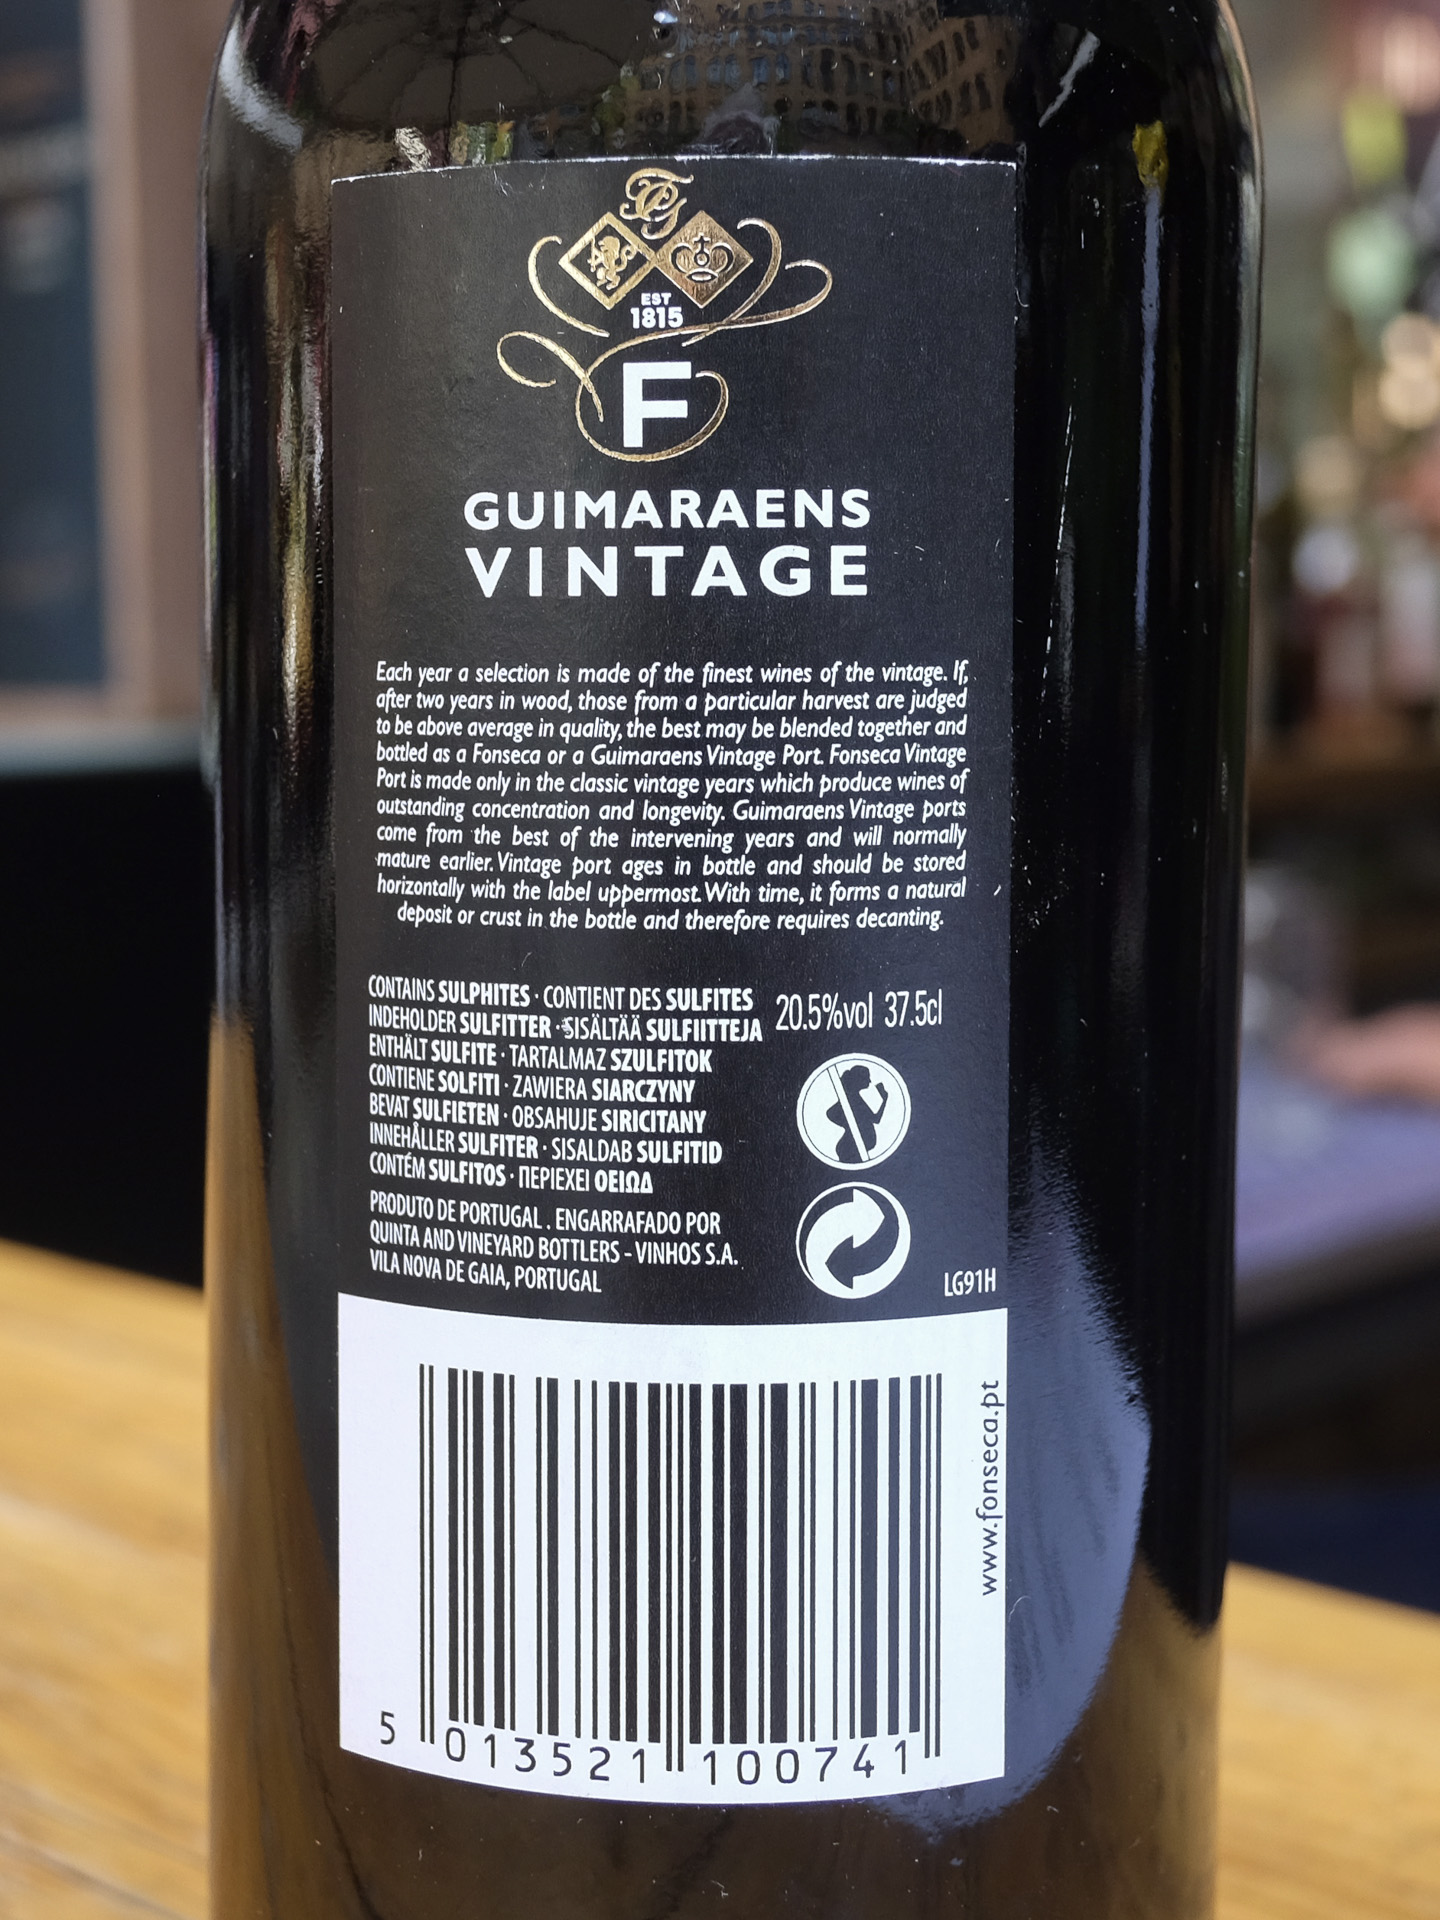 EST
1815
F
GUIMARAENS
VINTAGE
Each year a selection is made of the finest wines of the vintage. If,
after two years in wood, those from a particular harvest are judged
to be above average in quality, the best may be blended together and
bottled as a Fonseca or a Guimaraens Vintage Port. Fonseca Vintage
Port is made only in the classic vintage years which produce wines of
outstanding concentration and longevity. Guimaraens Vintage ports
come from the best of the intervening years and will normally
mature earlier. Vintage port ages in bottle and should be stored
horizontally with the label uppermost. With time, it forms a natural
deposit or crust in the bottle and therefore requires decanting.
CONTAINS SULPHITES · CONTIENT DES SULFITES
INDEHOLDER SULFITTER · SISÄLTÄÄ SULFIITTEJA
ENTHÄLT SULFITE · TARTALMAZ SZULFITOK
CONTIENE SOLFITI · ZAWIERA SIARCZYNY
BEVAT SULFIETEN · OBSAHUJE SIRICITANY
INNEHÅLLER SULFITER · SISALDAB SULFITID
CONTÉM SULFITOS · ΠΕΡΙΕΧΕΙ ΟΕΙΩΔ
20.5%vol 37.5cl
PRODUTO DE PORTUGAL . ENGARRAFADO POR
QUINTA AND VINEYARD BOTTLERS - VINHOS S.A.
VILA NOVA DE GAIA, PORTUGAL
LG91H
www.fonseca.pt
5 013521 100741